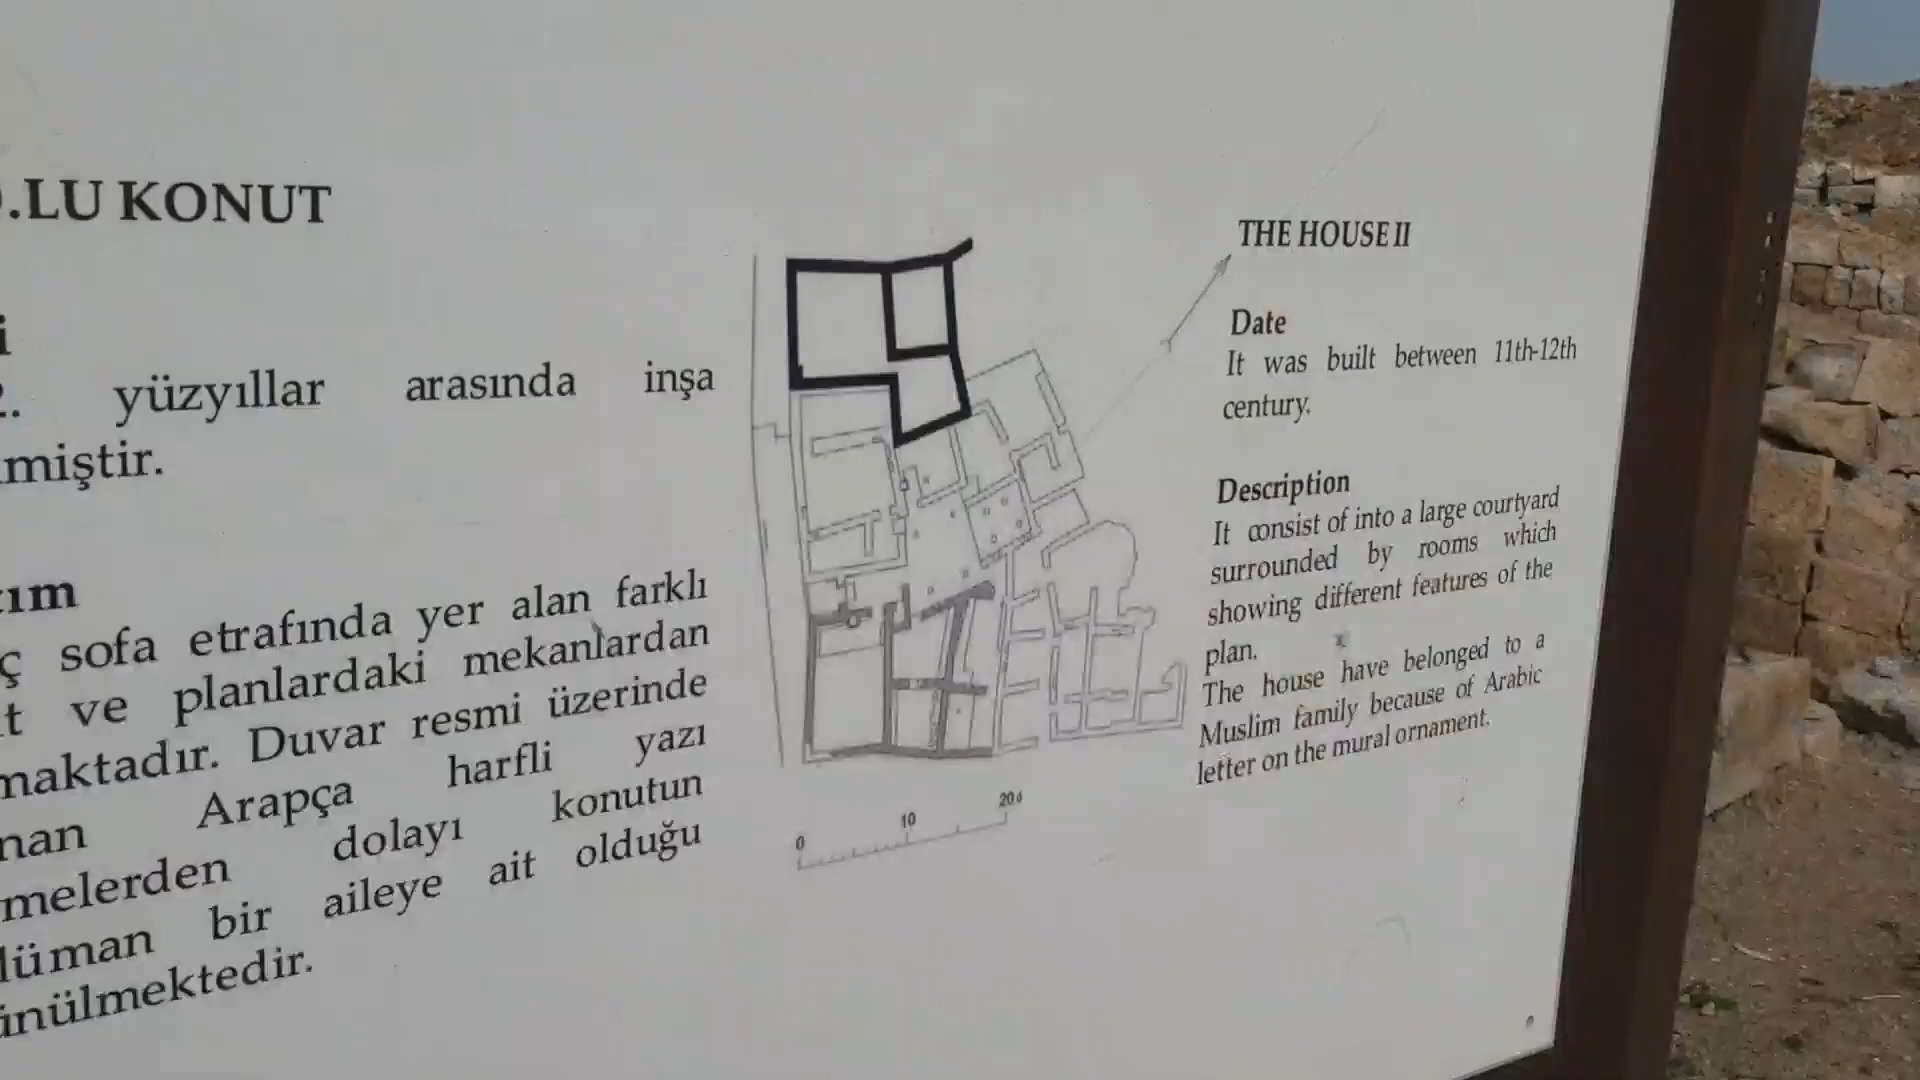 .LU KONUT
i
2. yüzyıllar arasında inşa
miştir.
ım
ç sofa etrafında yer alan farklı
t ve planlardaki mekanlardan
maktadır. Duvar resmi üzerinde
nan Arapça harfli yazı
melerden dolayı konutun
lüman bir aileye ait olduğu
ünülmektedir.
0 10 20
THE HOUSE II
Date
It was built between 11th-12th
century.
Description
It consist of into a large courtyard
surrounded by rooms which
showing different features of the
plan.
The house have belonged to a
Muslim family because of Arabic
letter on the mural ornament.